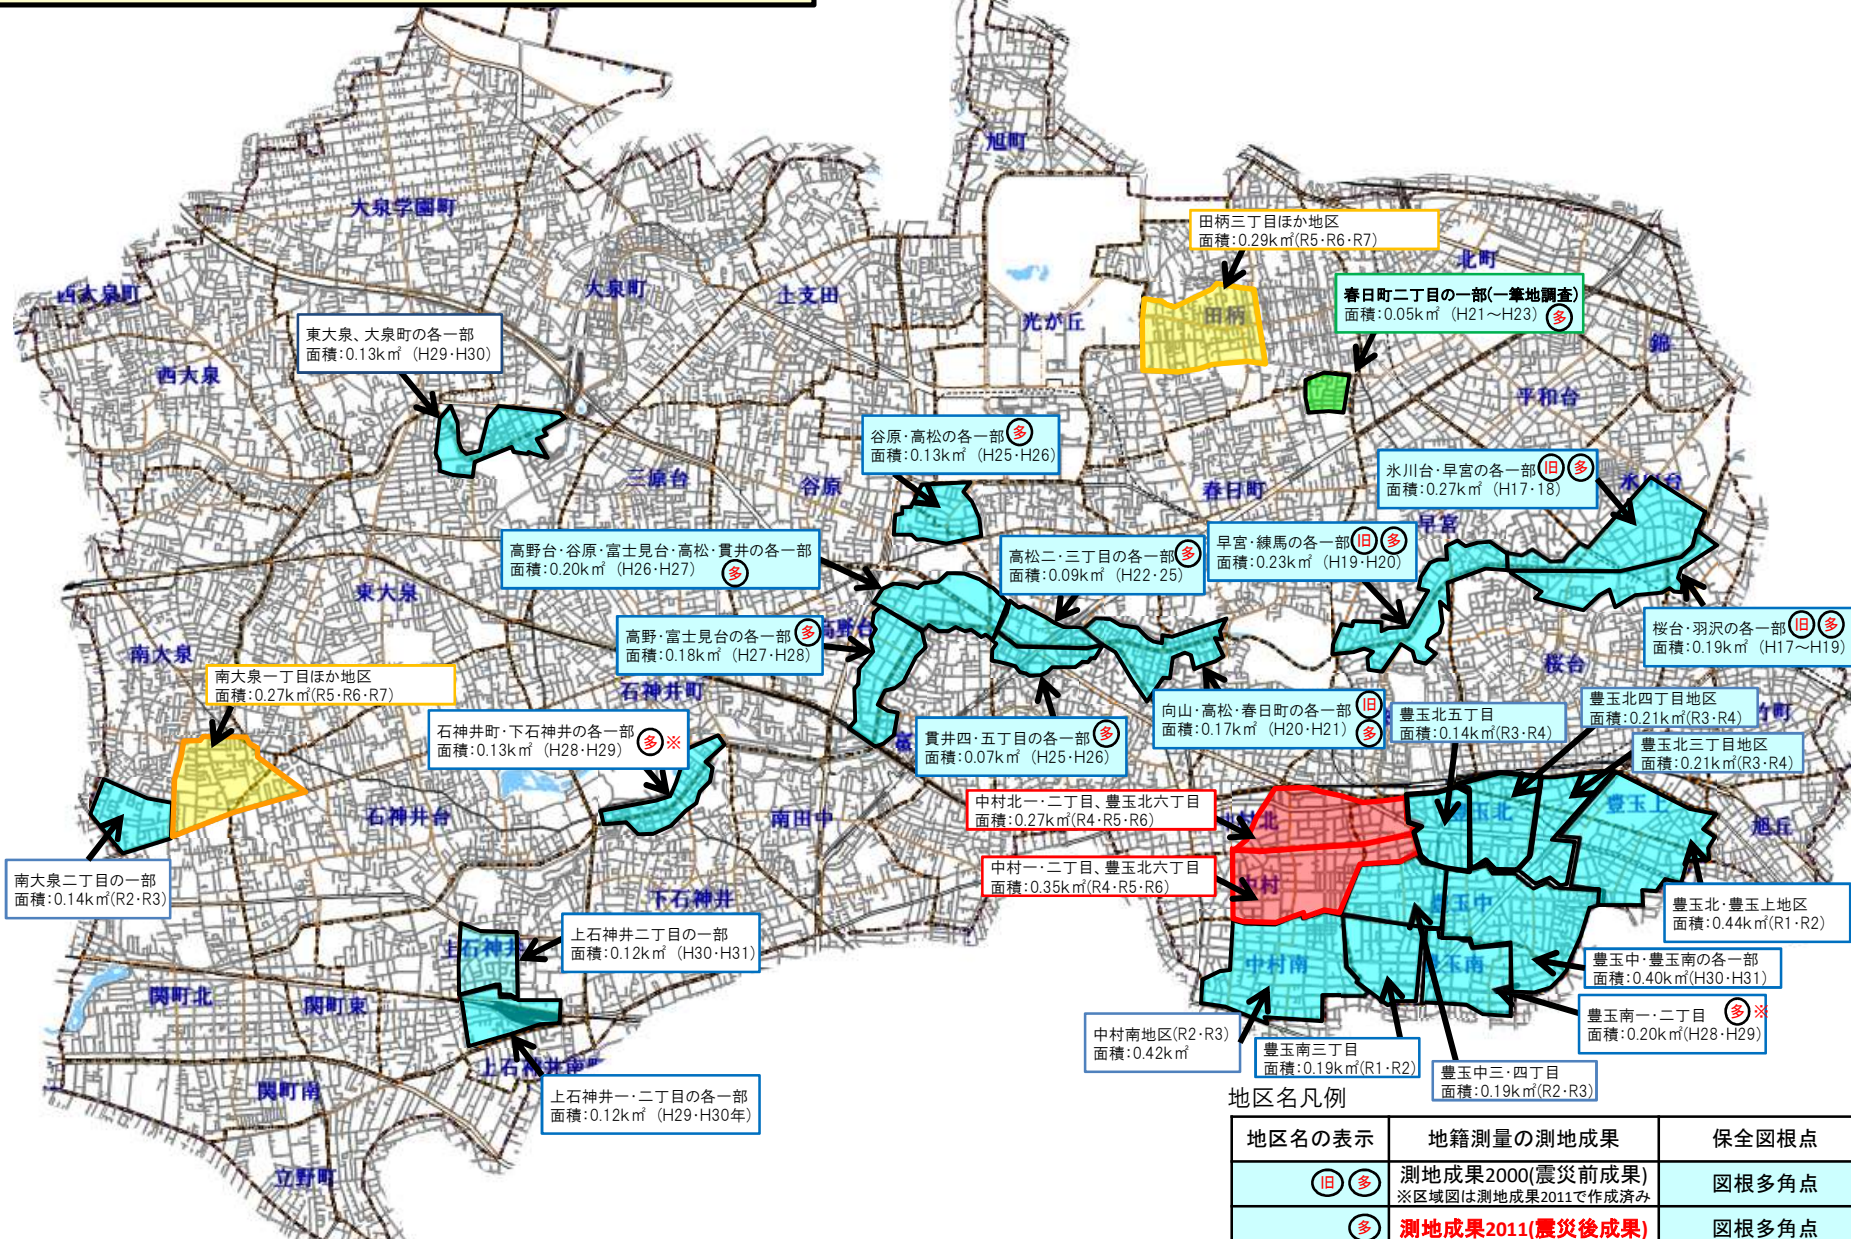 旭町
大泉学園町
田柄三丁目ほか地区
面積:0.29k㎡(R5・R6・R7)
北町
西大泉町
大泉町
土支田
光が丘
田柄
春日町二丁目の一部(一筆地調査)
面積:0.05k㎡ (H21～H23) 多
錦
東大泉、大泉町の各一部
面積:0.13k㎡ (H29・H30)
西大泉
平和台
谷原・高松の各一部 多
面積:0.13k㎡ (H25・H26)
三原台
谷原
春日町
氷川台・早宮の各一部 旧 多
面積:0.27k㎡ (H17・18)
氷川台
早宮
高野台・谷原・富士見台・高松・貫井の各一部
面積:0.20k㎡ (H26・H27) 多
高松二・三丁目の各一部 多
面積:0.09k㎡ (H22・25)
早宮・練馬の各一部 旧 多
面積:0.23k㎡ (H19・H20)
東大泉
高野台
高野・富士見台の各一部 多
面積:0.18k㎡ (H27・H28)
桜台・羽沢の各一部 旧 多
面積:0.19k㎡ (H17～H19)
南大泉
桜台
南大泉一丁目ほか地区
面積:0.27k㎡(R5・R6・R7)
石神井町
石神井町・下石神井の各一部
面積:0.13k㎡ (H28・H29) 多※
貫井四・五丁目の各一部 多
面積:0.07k㎡ (H25・H26)
向山・高松・春日町の各一部 旧
面積:0.17k㎡ (H20・H21) 多
豊玉北五丁目
面積:0.14k㎡(R3・R4)
豊玉北四丁目地区
面積:0.21k㎡(R3・R4)
豊玉北三丁目地区
面積:0.21k㎡(R3・R4)
中村北一・二丁目、豊玉北六丁目
面積:0.27k㎡(R4・R5・R6)
石神井台
南田中
中村北
豊玉北
豊玉上
旭丘
中村一・二丁目、豊玉北六丁目
面積:0.35k㎡(R4・R5・R6)
中村
南大泉二丁目の一部
面積:0.14k㎡(R2・R3)
下石神井
豊玉中
豊玉北・豊玉上地区
面積:0.44k㎡(R1・R2)
上石神井
上石神井二丁目の一部
面積:0.12k㎡ (H30・H31)
中村南
豊玉南
豊玉中・豊玉南の各一部
面積:0.40k㎡(H30・H31)
関町北
関町東
豊玉南一・二丁目 多※
面積:0.20k㎡(H28・H29)
中村南地区(R2・R3)
面積:0.42k㎡
豊玉南三丁目
面積:0.19k㎡(R1・R2)
豊玉中三・四丁目
面積:0.19k㎡(R2・R3)
上石神井南町
関町南
上石神井一・二丁目の各一部
面積:0.12k㎡ (H29・H30年)
立野町
地区名凡例
地区名の表示 地籍測量の測地成果 保全図根点
旧 多 測地成果2000(震災前成果) 図根多角点
※区域図は測地成果2011で作成済み
多 測地成果2011(震災後成果) 図根多角点